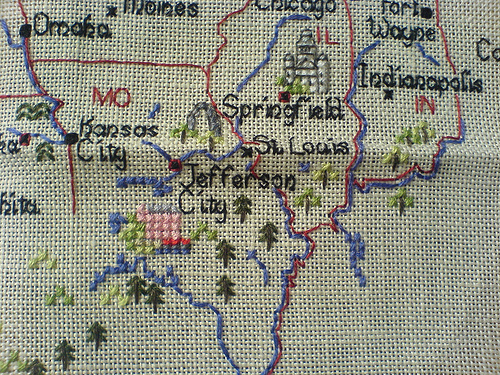 Moines
Chicago
Fort
Wayne
Omaha
IL
Indianapolis
MO
Springfield
IN
Kansas
City
St. Louis
Jefferson
City
hita